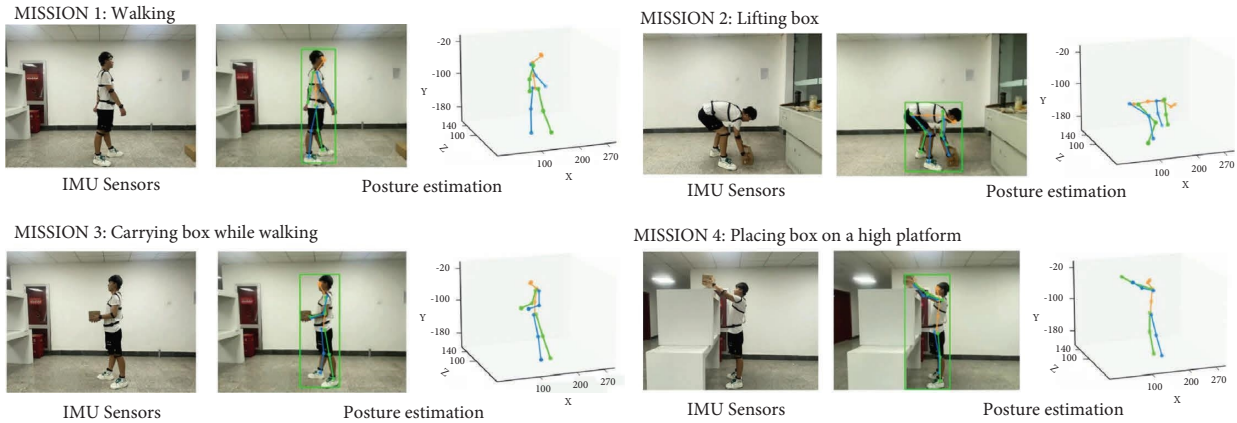 MISSION 1: Walking
-20
-100
Y
-180
140
100
Z
100
200
270
X
IMU Sensors
Posture estimation
MISSION 2: Lifting box
-20
-100
Y
-180
140
100
Z
100
200
270
X
IMU Sensors
Posture estimation
MISSION 3: Carrying box while walking
-20
-100
Y
-180
140
100
Z
100
200
270
X
IMU Sensors
Posture estimation
MISSION 4: Placing box on a high platform
-20
-100
Y
-180
140
100
Z
100
200
270
X
IMU Sensors
Posture estimation